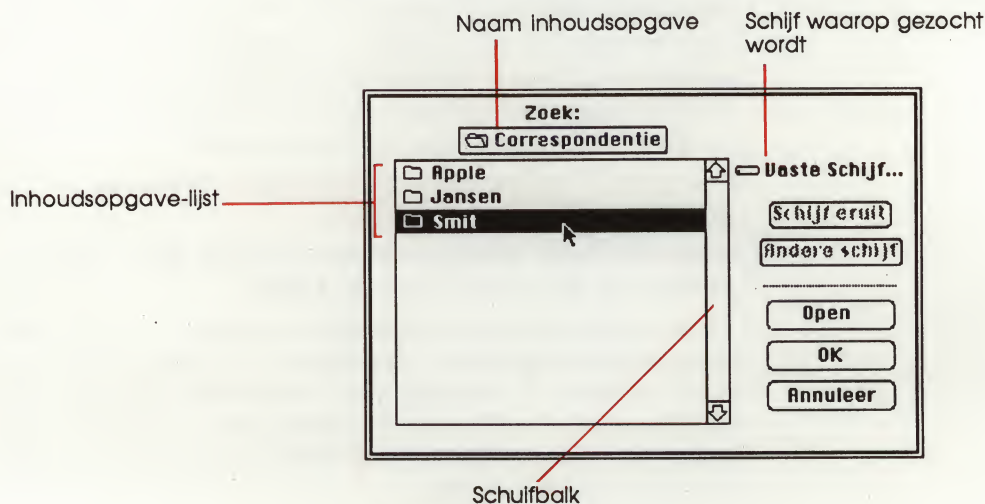 Naam inhoudsopgave
Schijf waarop gezocht
wordt
Zoek:
Correspondentie
Inhoudsopgave-lijst
Apple
Jansen
Smit
Vaste Schijf...
Schijf eruit
Andere schijf
Open
OK
Annuleer
Schuifbalk